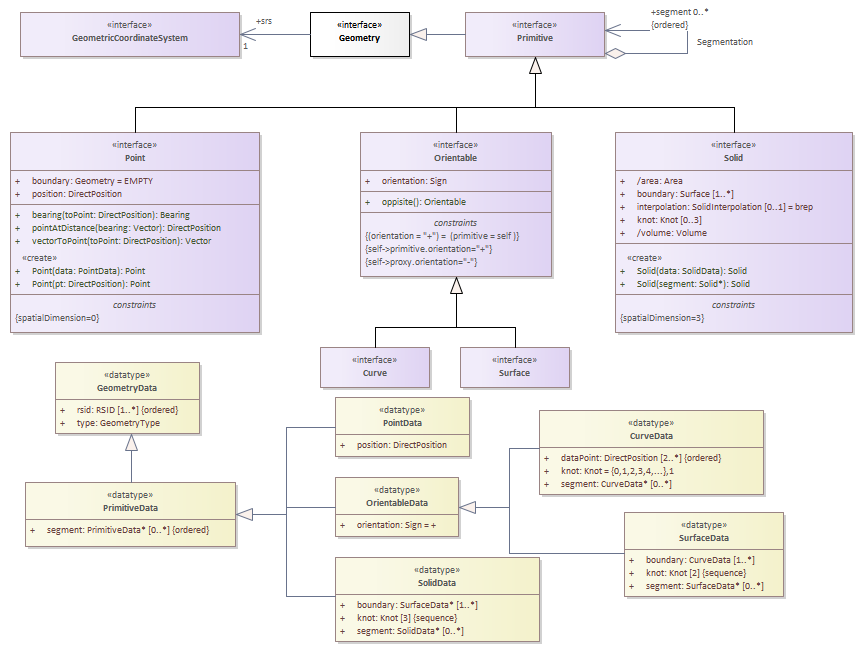 «interface»
GeometricCoordinateSystem
+srs
1
«interface»
Geometry
«interface»
Primitive
+segment 0..*
{ordered}
Segmentation
«interface»
Point
+ boundary: Geometry = EMPTY
+ position: DirectPosition
+ bearing(toPoint: DirectPosition): Bearing
+ pointAtDistance(bearing: Vector): DirectPosition
+ vectorToPoint(toPoint: DirectPosition): Vector
«create»
+ Point(data: PointData): Point
+ Point(pt: DirectPosition): Point
constraints
{spatialDimension=0}
«interface»
Orientable
+ orientation: Sign
+ oppisite(): Orientable
constraints
{(orientation = "+") = (primitive = self )}
{self->primitive.orientation="+"}
{self->proxy.orientation="-"}
«interface»
Solid
+ /area: Area
+ boundary: Surface [1..*]
+ interpolation: SolidInterpolation [0..1] = brep
+ knot: Knot [0..3]
+ /volume: Volume
«create»
+ Solid(data: SolidData): Solid
+ Solid(segment: Solid*): Solid
constraints
{spatialDimension=3}
«interface»
Curve
«interface»
Surface
«datatype»
GeometryData
+ rsid: RSID [1..*] {ordered}
+ type: GeometryType
«datatype»
PrimitiveData
+ segment: PrimitiveData* [0..*] {ordered}
«datatype»
PointData
+ position: DirectPosition
«datatype»
OrientableData
+ orientation: Sign = +
«datatype»
SolidData
+ boundary: SurfaceData* [1..*]
+ knot: Knot [3] {sequence}
+ segment: SolidData* [0..*]
«datatype»
CurveData
+ dataPoint: DirectPosition [2..*] {ordered}
+ knot: Knot = {0,1,2,3,4,...},1
+ segment: CurveData* [0..*]
«datatype»
SurfaceData
+ boundary: CurveData [1..*]
+ knot: Knot [2] {sequence}
+ segment: SurfaceData* [0..*]